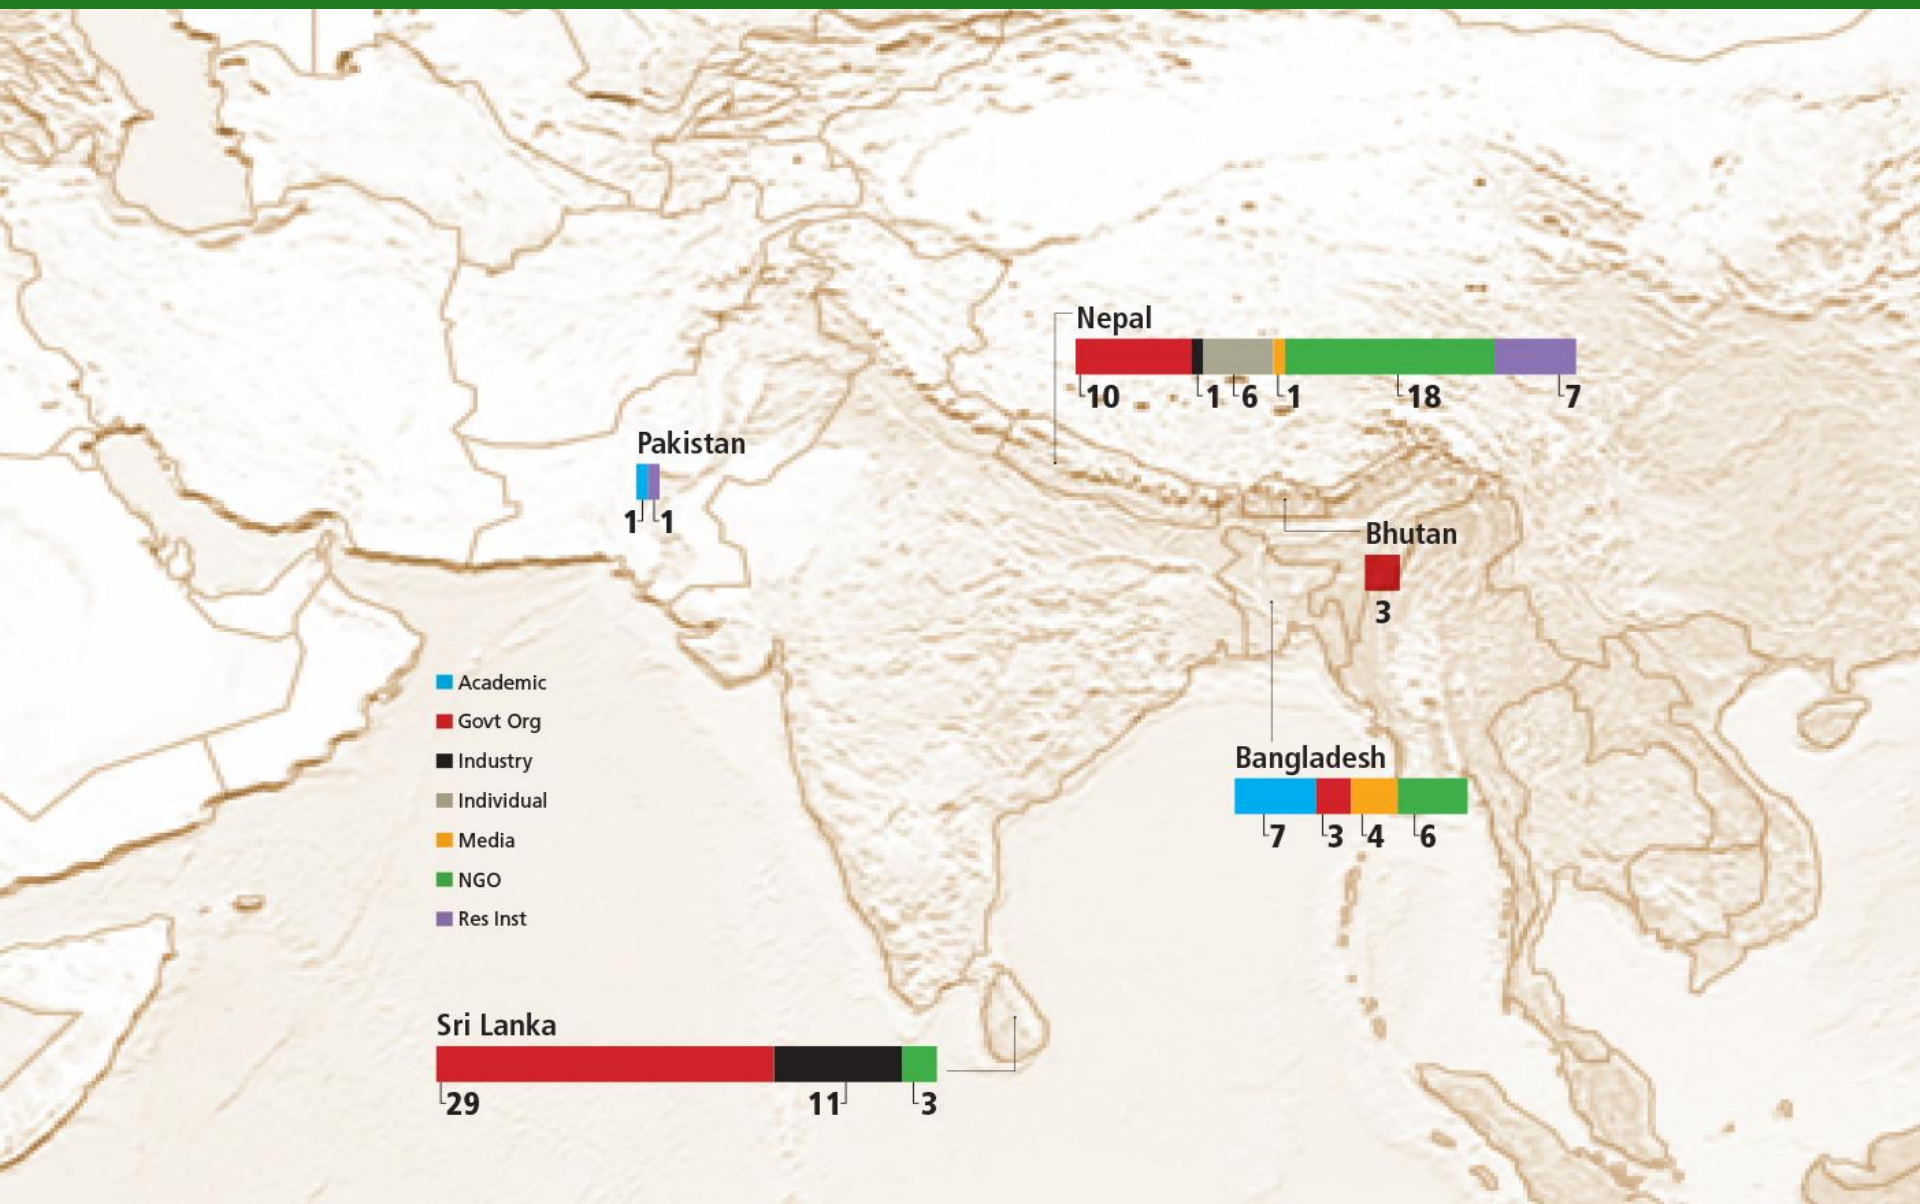 Nepal
10 1 6 1 18 7
Pakistan
1 1
Bhutan
3
Academic
Govt Org
Industry
Individual
Media
NGO
Res Inst
Bangladesh
7 3 4 6
Sri Lanka
29 11 3